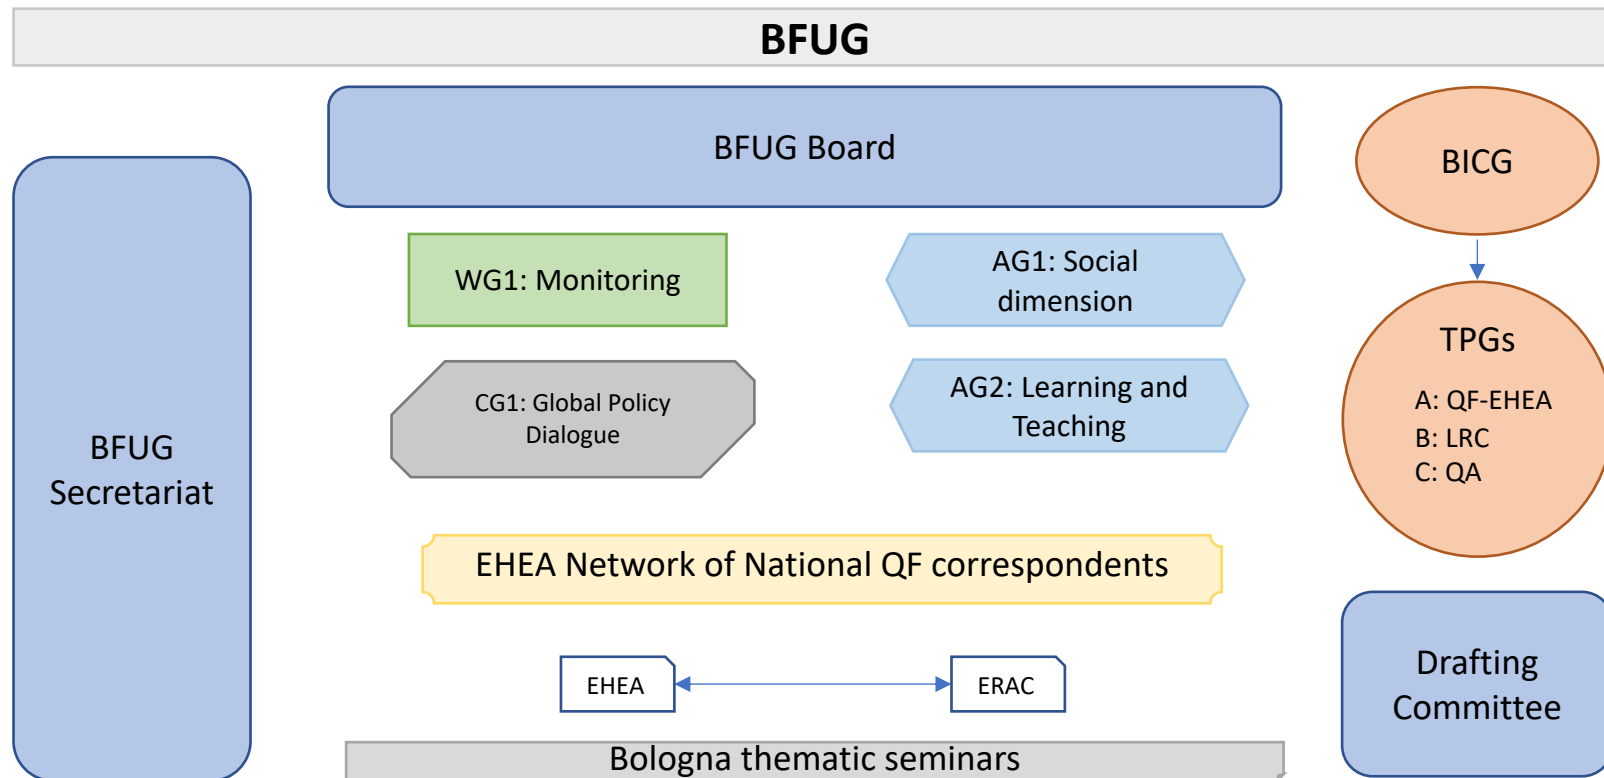 BFUG
BFUG Board
BICG
WG1: Monitoring
AG1: Social
dimension
TPGs
A: QF-EHEA
B: LRC
C: QA
CG1: Global Policy
Dialogue
AG2: Learning and
Teaching
BFUG
Secretariat
EHEA Network of National QF correspondents
EHEA
ERAC
Drafting
Committee
Bologna thematic seminars